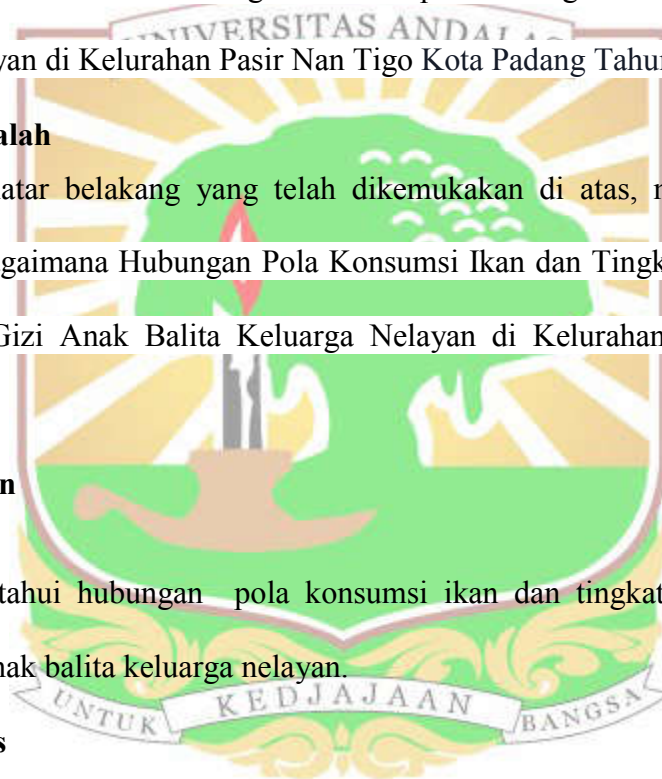 UNIVERSITAS ANDALAS
yan di Kelurahan Pasir Nan Tigo Kota Padang Tahun
alah
atar belakang yang telah dikemukakan di atas,
gaimana Hubungan Pola Konsumsi Ikan dan Tingk
Gizi Anak Balita Keluarga Nelayan di Kelurahan
n
tahui hubungan pola konsumsi ikan dan tingkat
nak balita keluarga nelayan.
UNTUK KEDJAJAAN BANGSA
s